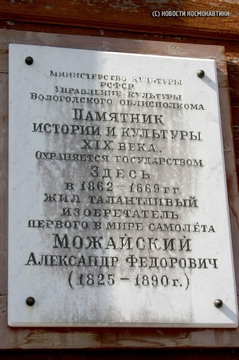 (C) НОВОСТИ КОСМОНАВТИКИ
МИНИСТЕРСТВО КУЛЬТУРЫ
РСФСР
УПРАВЛЕНИЕ КУЛЬТУРЫ
ВОЛОГОДСКОГО ОБЛИСПОЛКОМА
ПАМЯТНИК
ИСТОРИИ И КУЛЬТУРЫ
XIX ВЕКА.
ОХРАНЯЕТСЯ ГОСУДАРСТВОМ
ЗДЕСЬ
В 1862–1869 ГГ
ЖИЛ ТАЛАНТЛИВЫЙ
ИЗОБРЕТАТЕЛЬ
ПЕРВОГО В МИРЕ САМОЛЁТА
МОЖАЙСКИЙ
АЛЕКСАНДР ФЕДОРОВИЧ
(1825–1890 Г.)